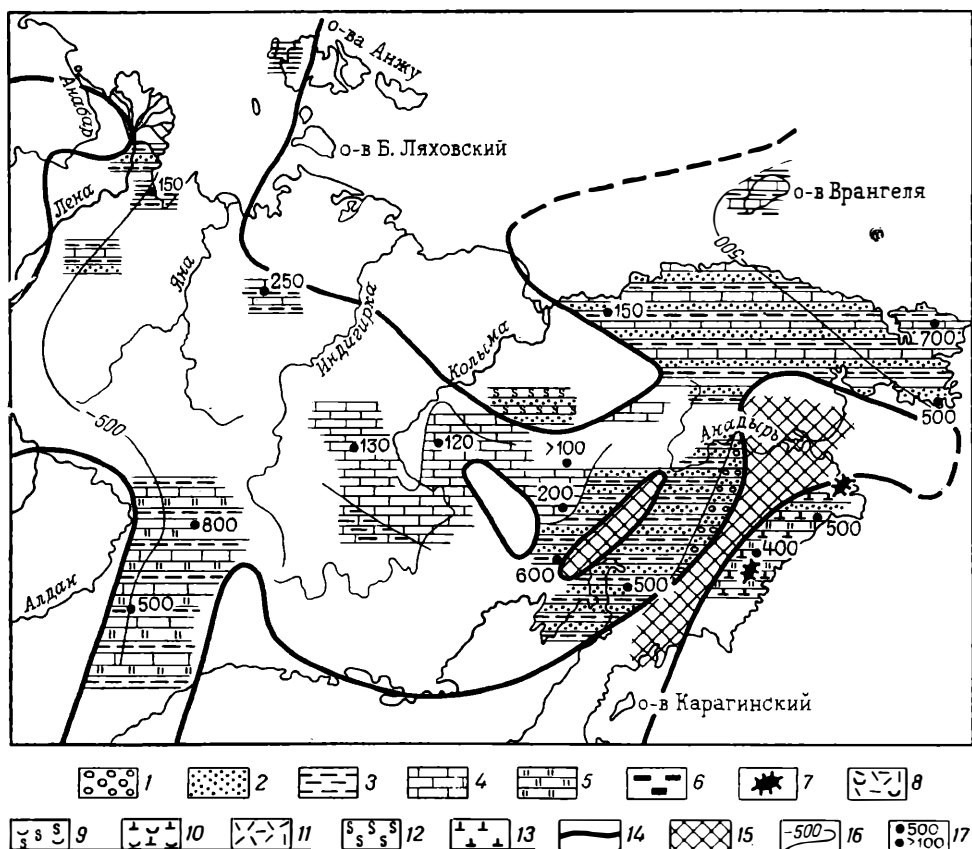 о-ва Анжу
Анабар
о-в Б. Ляховский
Лена
150
о-в Врангеля
-500
Яна
250
Индигирка
150
Колыма
700
-500
500
130
120
>100
Анадырь
200
800
500
400
600
500
Алдан
500
о-в Карагинский
1 2 3 4 5 6 7 8
9 10 11 12 13 14 15 -500 16 500 >100 17